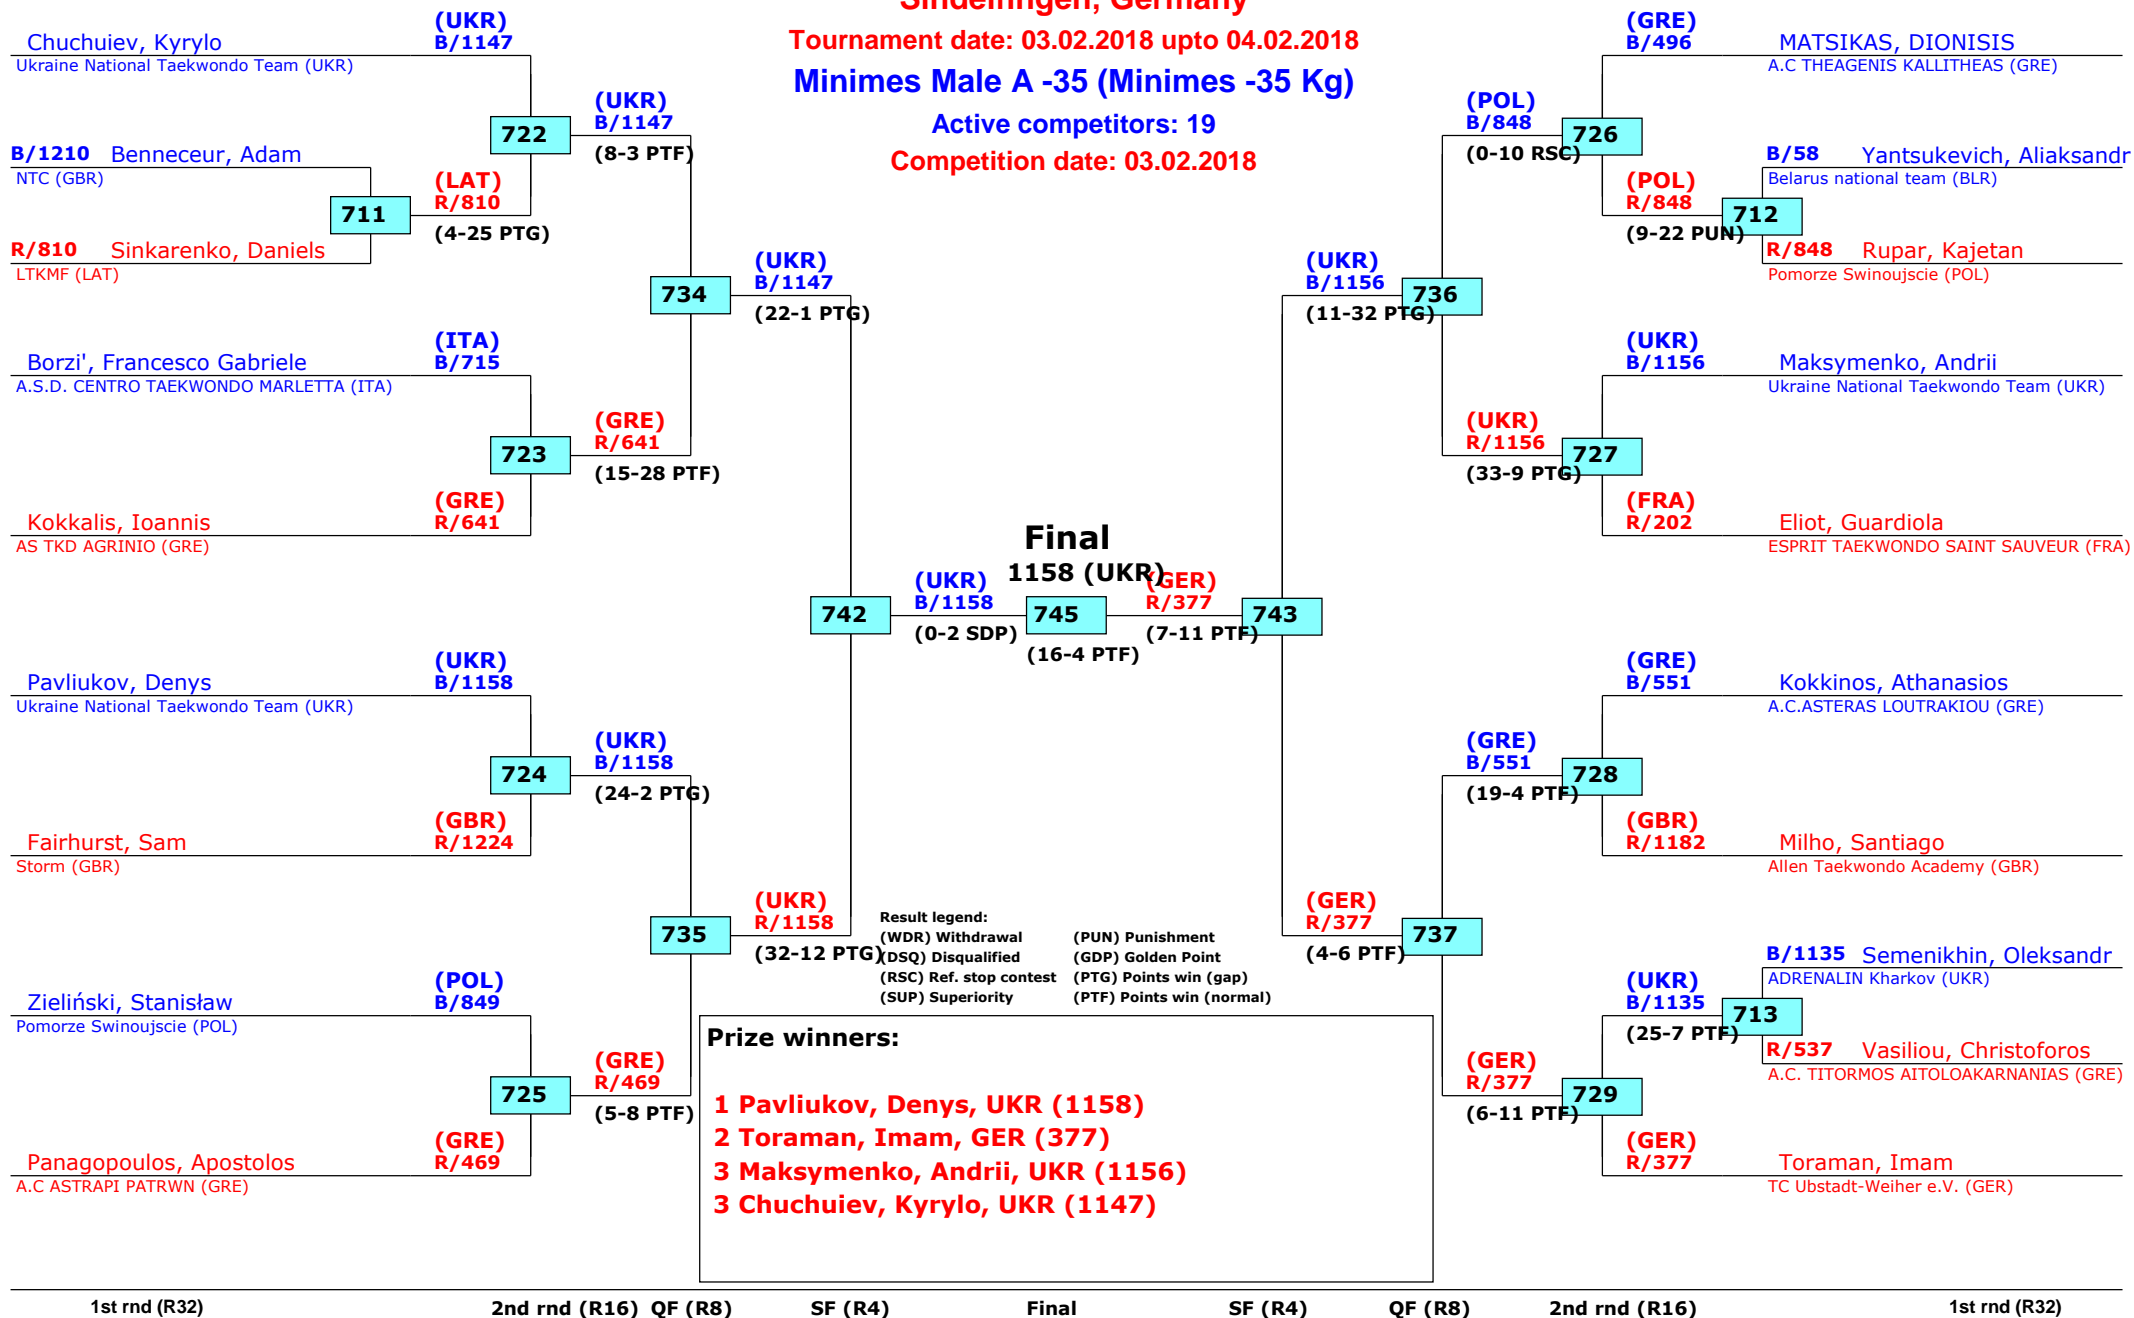 Sindelfingen, Germany
Tournament date: 03.02.2018 upto 04.02.2018
Minimes Male A -35 (Minimes -35 Kg)
Active competitors: 19
Competition date: 03.02.2018
Chuchuiev, Kyrylo
Ukraine National Taekwondo Team (UKR)
(UKR)
B/1147
B/1210 Benneceur, Adam
NTC (GBR)
711
R/810 Sinkarenko, Daniels
LTKMF (LAT)
(LAT)
R/810
(4-25 PTG)
722
(UKR)
B/1147
(8-3 PTF)
Borzi', Francesco Gabriele
A.S.D. CENTRO TAEKWONDO MARLETTA (ITA)
(ITA)
B/715
723
Kokkalis, Ioannis
AS TKD AGRINIO (GRE)
(GRE)
R/641
(GRE)
R/641
(15-28 PTF)
734
(UKR)
B/1147
(22-1 PTG)
Pavliukov, Denys
Ukraine National Taekwondo Team (UKR)
(UKR)
B/1158
724
Fairhurst, Sam
Storm (GBR)
(GBR)
R/1224
(UKR)
B/1158
(24-2 PTG)
Zieliński, Stanisław
Pomorze Swinoujscie (POL)
(POL)
B/849
725
Panagopoulos, Apostolos
A.C ASTRAPI PATRWN (GRE)
(GRE)
R/469
(GRE)
R/469
(5-8 PTF)
735
(UKR)
R/1158
(32-12 PTG)
742
(UKR)
B/1158
(0-2 SDP)
Final
1158 (UKR)
745
(16-4 PTF)
(GER)
R/377
(7-11 PTF)
743
(GRE)
B/496
MATSIKAS, DIONISIS
A.C THEAGENIS KALLITHEAS (GRE)
726
(POL)
B/848
(0-10 RSC)
B/58 Yantsukevich, Aliaksandr
Belarus national team (BLR)
712
(POL)
R/848
(9-22 PUN)
R/848 Rupar, Kajetan
Pomorze Swinoujscie (POL)
736
(UKR)
B/1156
(11-32 PTG)
(UKR)
B/1156
Maksymenko, Andrii
Ukraine National Taekwondo Team (UKR)
727
(UKR)
R/1156
(33-9 PTG)
(FRA)
R/202
Eliot, Guardiola
ESPRIT TAEKWONDO SAINT SAUVEUR (FRA)
(GRE)
B/551
Kokkinos, Athanasios
A.C.ASTERAS LOUTRAKIOU (GRE)
728
(GRE)
B/551
(19-4 PTF)
(GBR)
R/1182
Milho, Santiago
Allen Taekwondo Academy (GBR)
737
(GER)
R/377
(4-6 PTF)
B/1135 Semenikhin, Oleksandr
ADRENALIN Kharkov (UKR)
713
(UKR)
B/1135
(25-7 PTF)
R/537 Vasiliou, Christoforos
A.C. TITORMOS AITOLOAKARNANIAS (GRE)
729
(GER)
R/377
(6-11 PTF)
(GER)
R/377
Toraman, Imam
TC Ubstadt-Weiher e.V. (GER)
Result legend:
(WDR) Withdrawal (PUN) Punishment
(DSQ) Disqualified (GDP) Golden Point
(RSC) Ref. stop contest (PTG) Points win (gap)
(SUP) Superiority (PTF) Points win (normal)
Prize winners:
1 Pavliukov, Denys, UKR (1158)
2 Toraman, Imam, GER (377)
3 Maksymenko, Andrii, UKR (1156)
3 Chuchuiev, Kyrylo, UKR (1147)
1st rnd (R32) 2nd rnd (R16) QF (R8) SF (R4) Final SF (R4) QF (R8) 2nd rnd (R16) 1st rnd (R32)